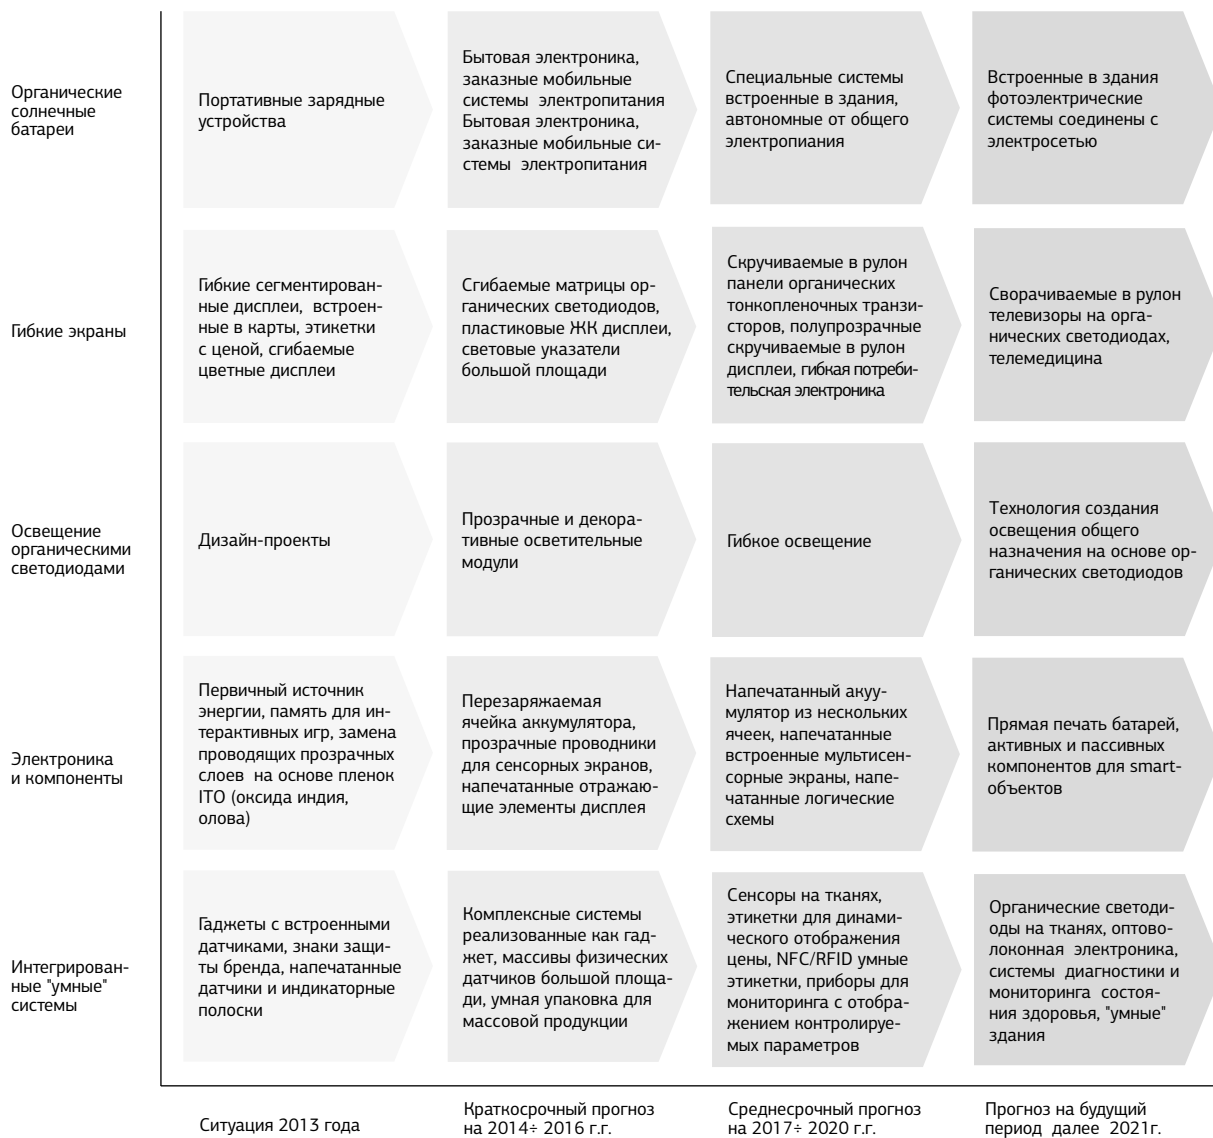 Органические
солнечные
батареи
Портативные зарядные
устройства
Бытовая электроника,
заказные мобильные
системы электропитания
Бытовая электроника,
заказные мобильные си-
стемы электропитания
Специальные системы
встроенные в здания,
автономные от общего
электропиания
Встроенные в здания
фотоэлектрические
системы соединены с
электросетью
Гибкие экраны
Гибкие сегментирован-
ные дисплеи, встроен-
ные в карты, этикетки
с ценой, сгибаемые
цветные дисплеи
Сгибаемые матрицы ор-
ганических светодиодов,
пластиковые ЖК дисплеи,
световые указатели
большой площади
Скручиваемые в рулон
панели органических
тонкопленочных транзи-
сторов, полупрозрачные
скручиваемые в рулон
дисплеи, гибкая потреби-
тельская электроника
Сворачиваемые в рулон
телевизоры на орга-
нических светодиодах,
телемедицина
Освещение
органическими
светодиодами
Дизайн-проекты
Прозрачные и декора-
тивные осветительные
модули
Гибкое освещение
Технология создания
освещения общего
назначения на основе ор-
ганических светодиодов
Электроника
и компоненты
Первичный источник
энергии, память для ин-
терактивных игр, замена
проводящих прозрачных
слоев на основе пленок
ITO (оксида индия,
олова)
Перезаряжаемая
ячейка аккумулятора,
прозрачные проводники
для сенсорных экранов,
напечатанные отражаю-
щие элементы дисплея
Напечатанный акуу-
мулятор из нескольких
ячеек, напечатанные
встроенные мультисен-
сорные экраны, напе-
чатанные логические
схемы
Прямая печать батарей,
активных и пассивных
компонентов для smart-
объектов
Интегрирован-
ные "умные"
системы
Гаджеты с встроенными
датчиками, знаки защи-
ты бренда, напечатанные
датчики и индикаторные
полоски
Комплексные системы
реализованные как гад-
жет, массивы физических
датчиков большой площа-
ди, умная упаковка для
массовой продукции
Сенсоры на тканях,
этикетки для динами-
ческого отображения
цены, NFC/RFID умные
этикетки, приборы для
мониторинга с отобра-
жением контролируе-
мых параметров
Органические светоди-
оды на тканях, оптово-
локонная электроника,
системы диагностики и
мониторинга состоя-
ния здоровья, "умные"
здания
Ситуация 2013 года
Краткосрочный прогноз
на 2014÷ 2016 г.г.
Среднесрочный прогноз
на 2017÷ 2020 г.г.
Прогноз на будущий
период далее 2021г.